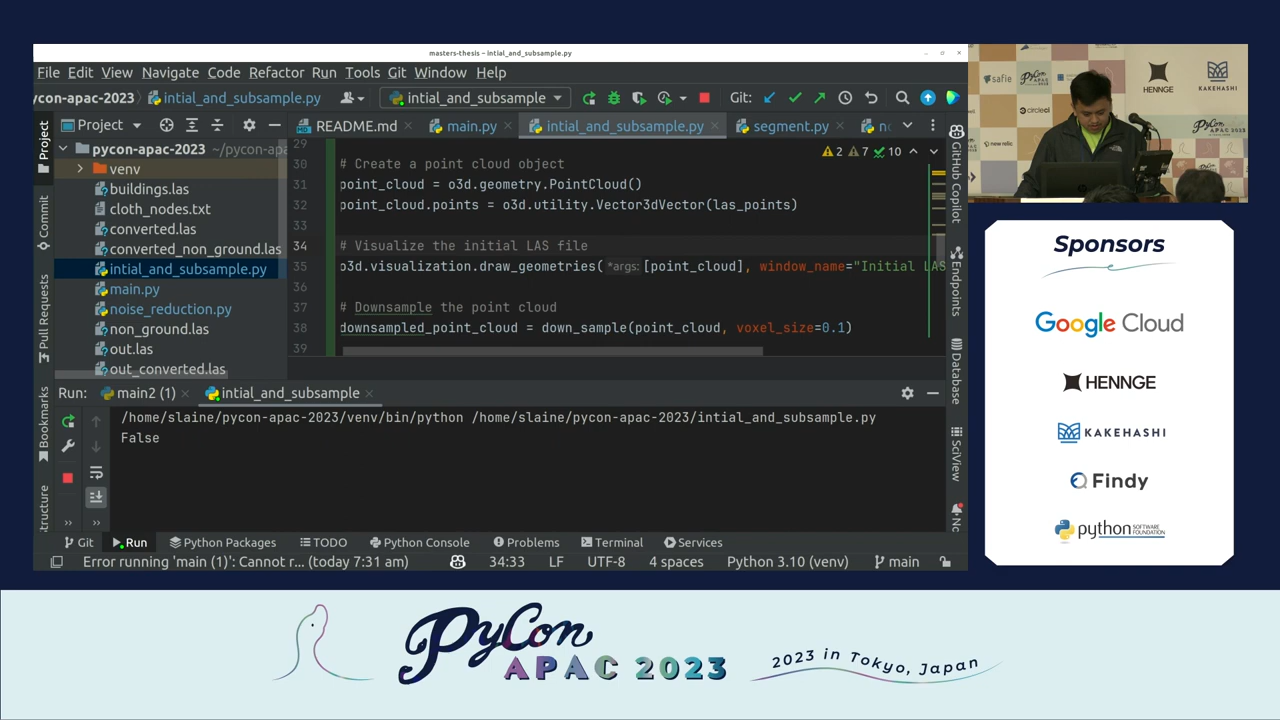 masters-thesis – intial_and_subsample.py
File Edit View Navigate Code Refactor Run Tools Git Window Help
ycon-apac-2023 intial_and_subsample.py intial_and_subsample Git:
Project README.md main.py intial_and_subsample.py segment.py
pycon-apac-2023 ~/pycon-apa
venv
buildings.las
cloth_nodes.txt
converted.las
converted_non_ground.las
intial_and_subsample.py
main.py
noise_reduction.py
non_ground.las
out.las
out_converted.las
2 7 10
29
30 # Create a point cloud object
31 point_cloud = o3d.geometry.PointCloud()
32 point_cloud.points = o3d.utility.Vector3dVector(las_points)
33
34 # Visualize the initial LAS file
35 o3d.visualization.draw_geometries( *args: [point_cloud], window_name="Initial LAS
36
37 # Downsample the point cloud
38 downsampled_point_cloud = down_sample(point_cloud, voxel_size=0.1)
39
Project
Commit
Pull Requests
Bookmarks
tructure
GitHub Copilot
Endpoints
Database
SciView
Run: main2 (1) intial_and_subsample
/home/slaine/pycon-apac-2023/venv/bin/python /home/slaine/pycon-apac-2023/intial_and_subsample.py
False
Git Run Python Packages TODO Python Console Problems Terminal Services
Error running 'main (1)': Cannot r... (today 7:31 am) 34:33 LF UTF-8 4 spaces Python 3.10 (venv) main
safie
HENNGE
KAKEHASHI
circleci
new relic
Sponsors
Google Cloud
HENNGE
KAKEHASHI
Findy
python SOFTWARE FOUNDATION
PyCon
APAC 2023
2023 in Tokyo, Japan